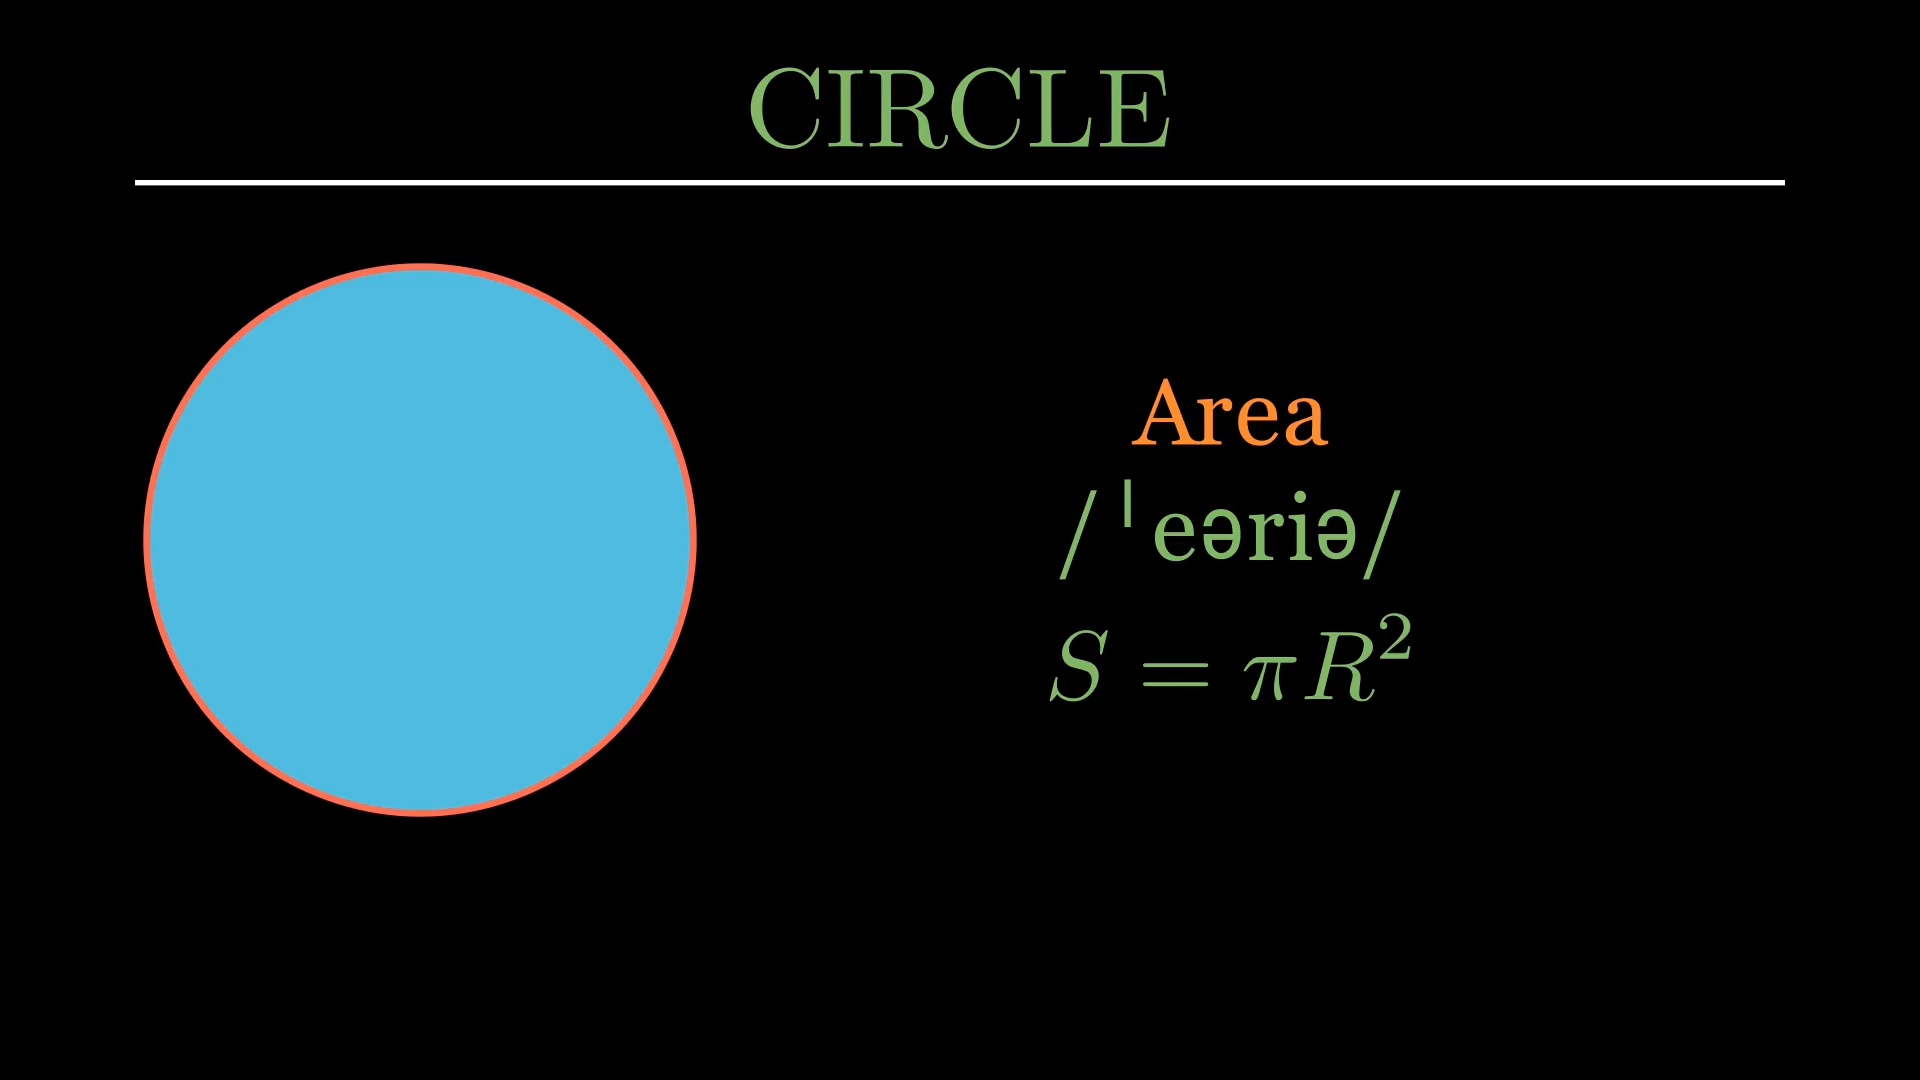 CIRCLE
Area
/ˈeəriə/
S = πR²